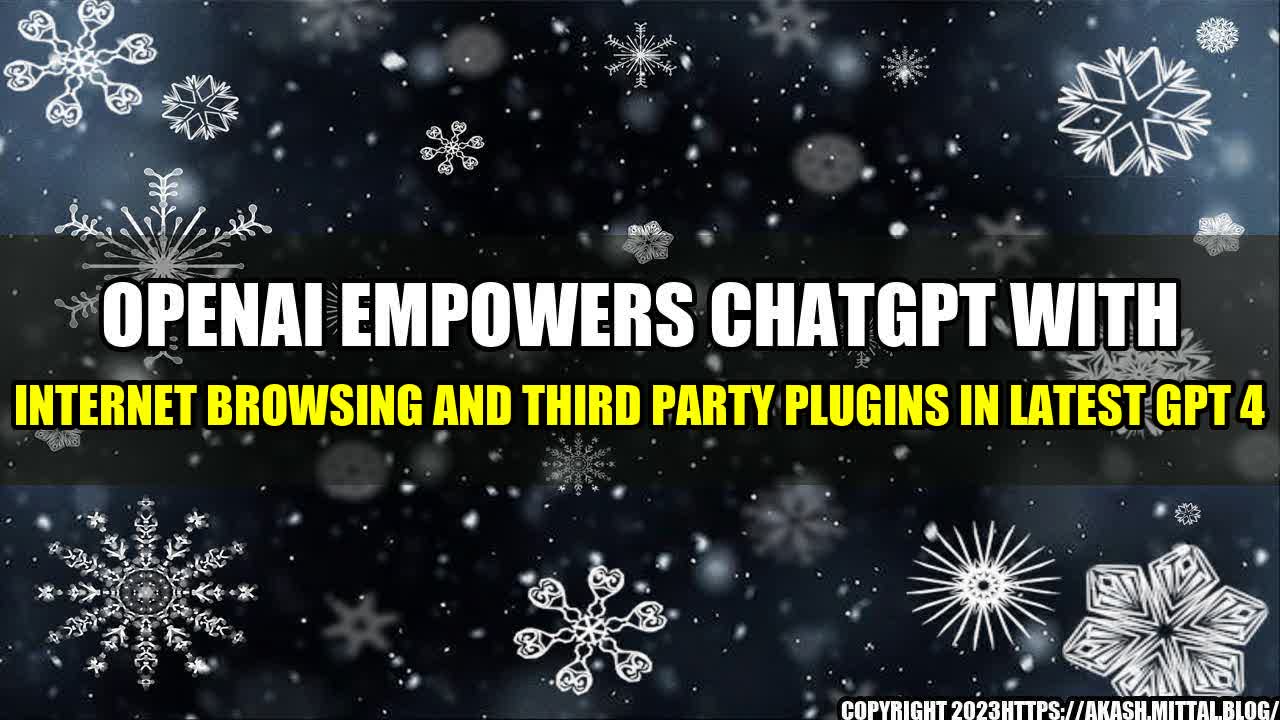 OPENAI EMPOWERS CHATGPT WITH
INTERNET BROWSING AND THIRD PARTY PLUGINS IN LATEST GPT 4
COPYRIGHT 2023HTTPS://AKASH.MITTAL.BLOG/